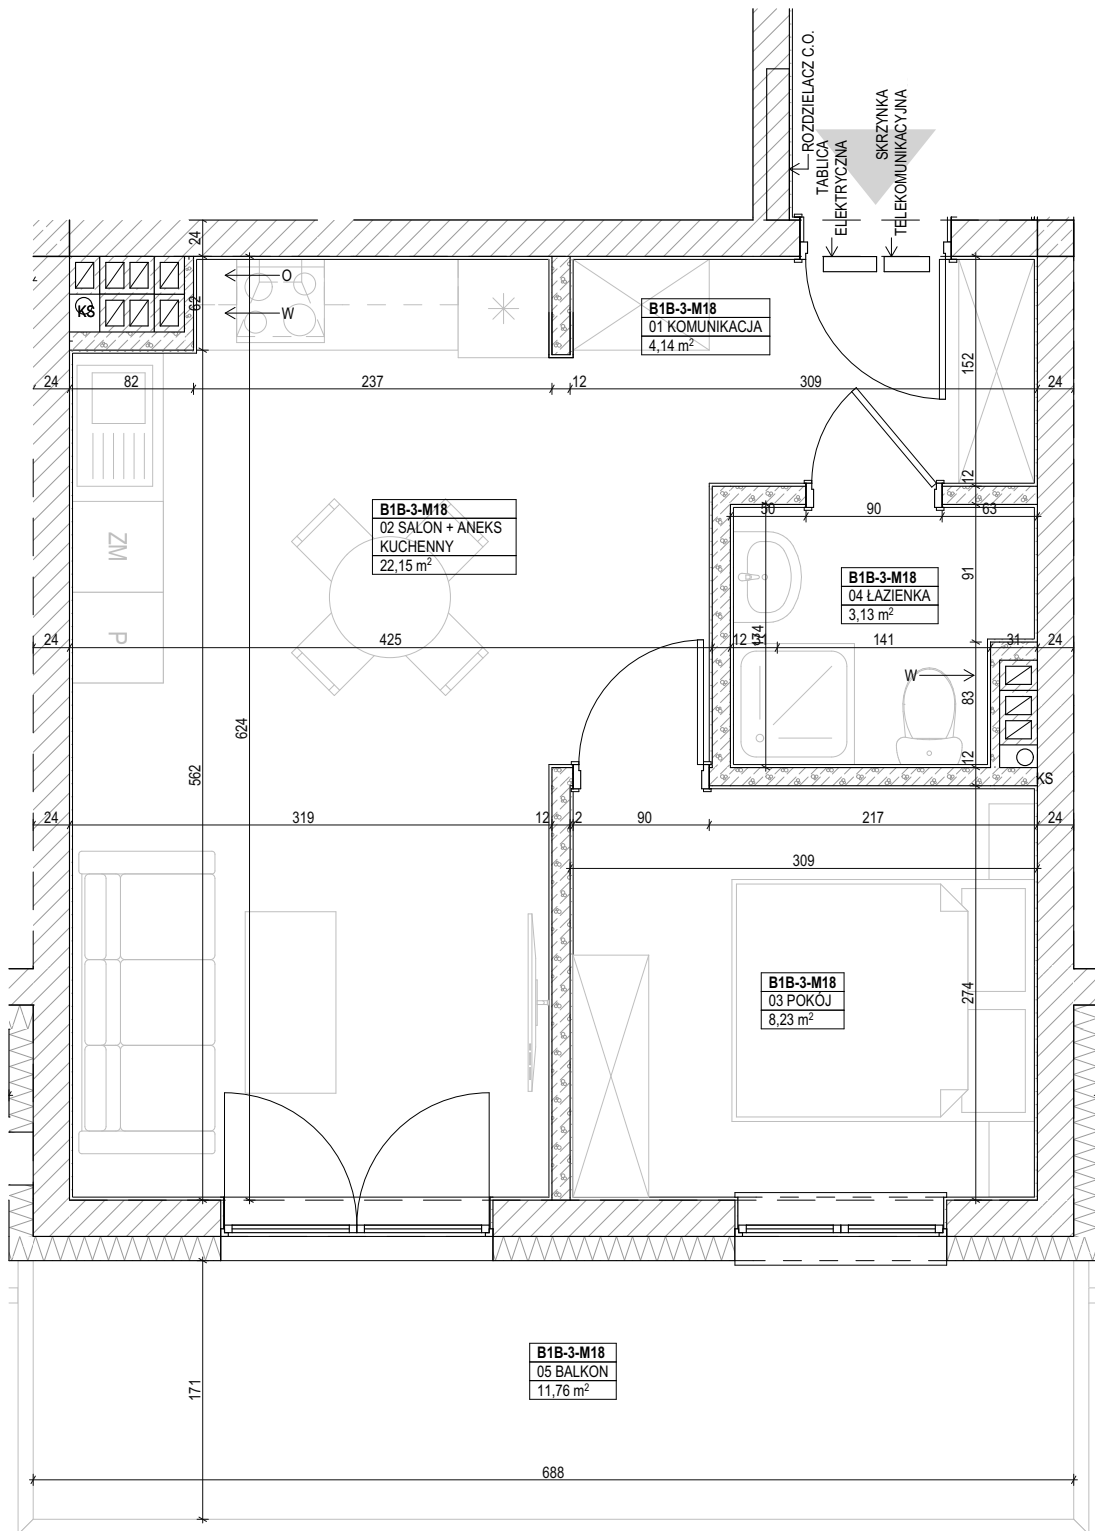 ROZDZIELACZ C.O.
TABLICA
ELEKTRYCZNA
SKRZYNKA
TELEKOMUNIKACYJNA
24
62
KS
O
W
B1B-3-M18
01 KOMUNIKACJA
4,14 m²
152
24
82
237
12
309
24
12
50
90
63
B1B-3-M18
02 SALON + ANEKS
KUCHENNY
22,15 m²
ZM
P
B1B-3-M18
04 ŁAZIENKA
3,13 m²
91
24
425
12
174
141
31
24
W
83
624
562
12
KS
24
319
12
2
90
217
24
309
B1B-3-M18
03 POKÓJ
8,23 m²
274
B1B-3-M18
05 BALKON
11,76 m²
171
688